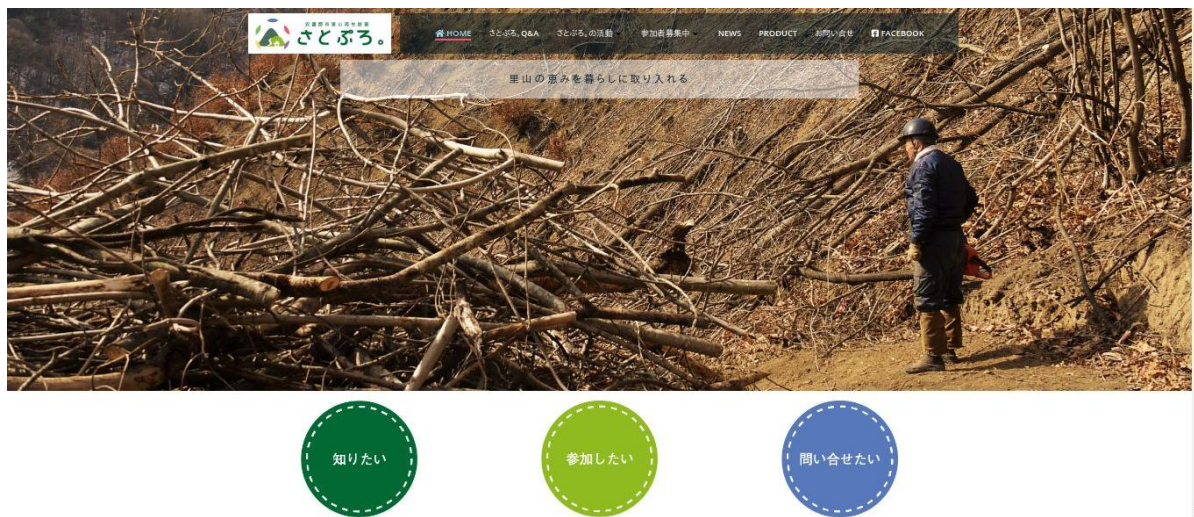 さとぷろ。
HOME
さとぷろ。Q&A
さとぷろ。の活動
参加者募集中
NEWS
PRODUCT
お問い合せ
FACEBOOK
里山の恵みを暮らしに取り入れる
知りたい
参加したい
問い合せたい